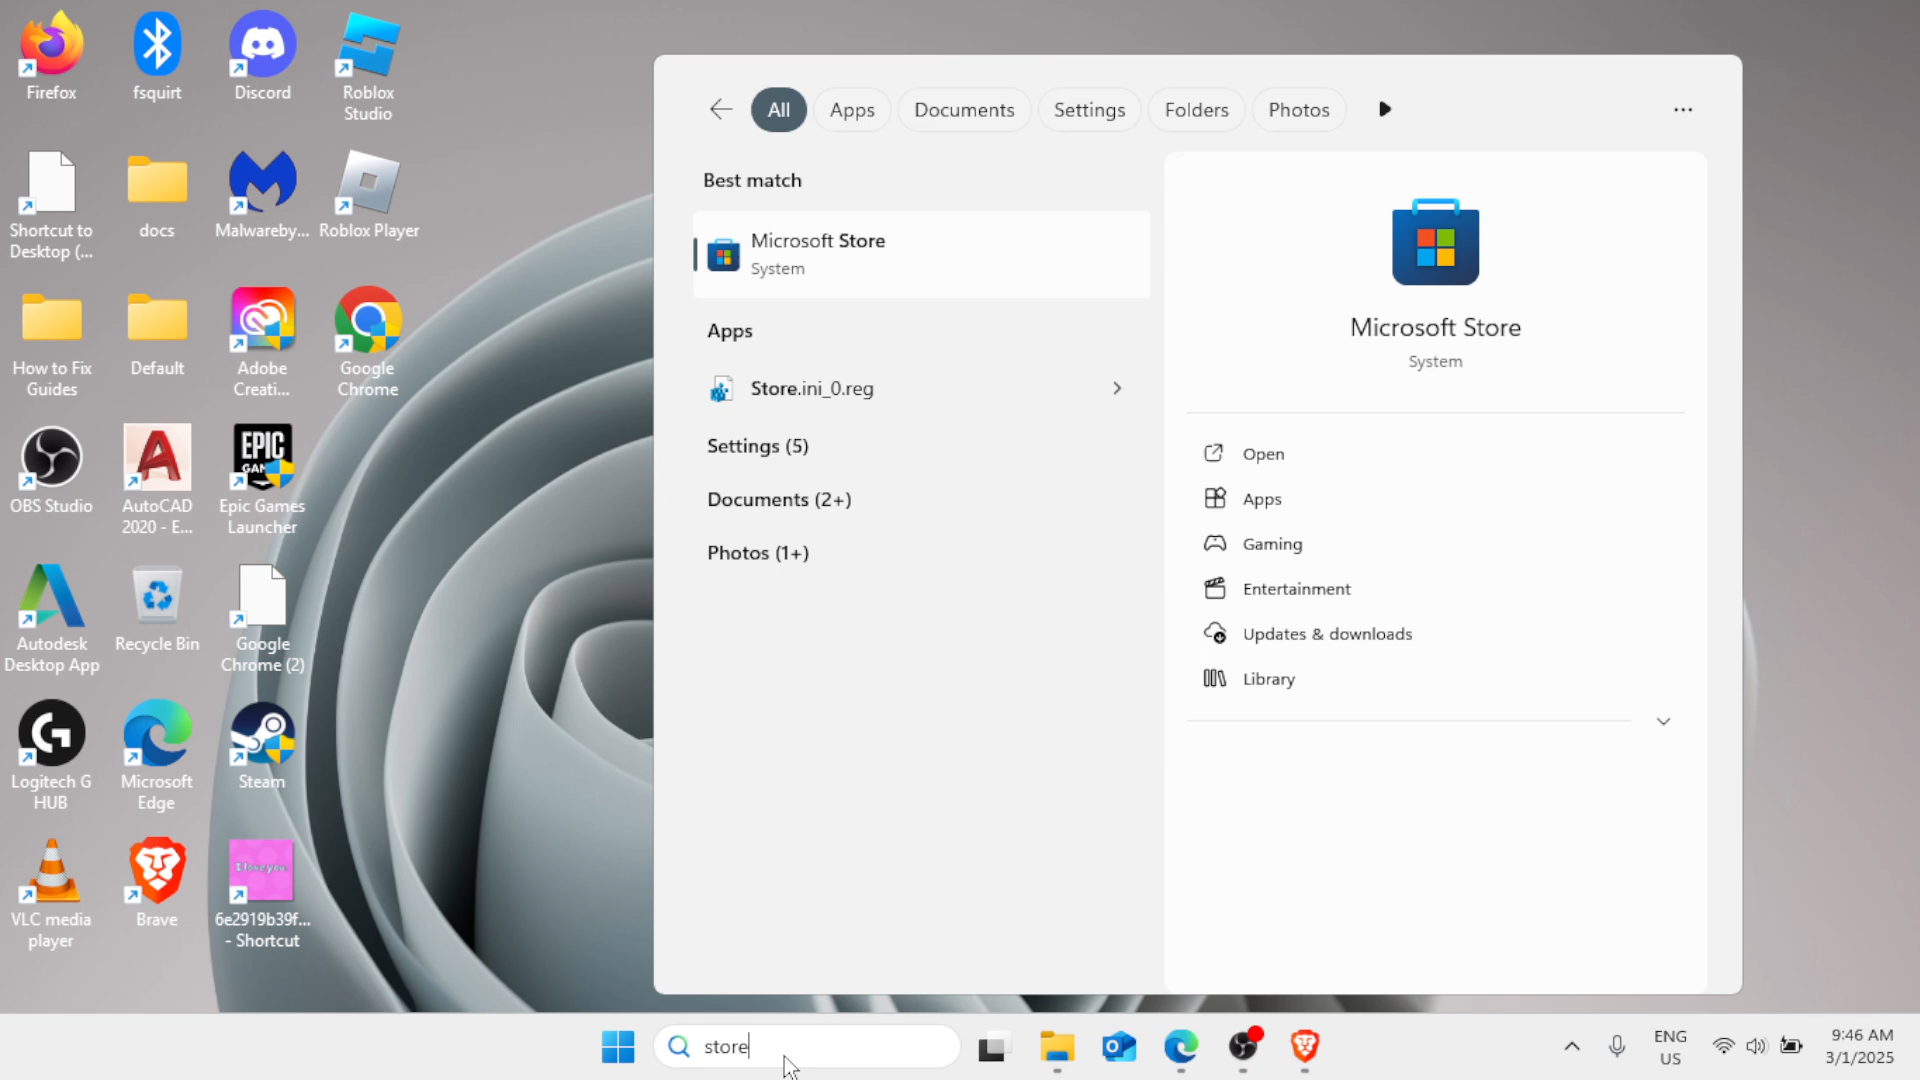 Firefox
fsquirt
Discord
Roblox
Studio
Shortcut to
Desktop (...
docs
Malwareby...
Roblox Player
How to Fix
Guides
Default
Adobe
Creati...
Google
Chrome
OBS Studio
AutoCAD
2020 - E...
EPIC
GAM
Epic Games
Launcher
Autodesk
Desktop App
Recycle Bin
Google
Chrome (2)
Logitech G
HUB
Microsoft
Edge
Steam
VLC media
player
Brave
I love you.
6e2919b39f...
- Shortcut
All
Apps
Documents
Settings
Folders
Photos
Best match
Microsoft Store
System
Apps
Store.ini_0.reg
Settings (5)
Documents (2+)
Photos (1+)
Microsoft Store
System
Open
Apps
Gaming
Entertainment
Updates & downloads
Library
store
ENG
US
9:46 AM
3/1/2025